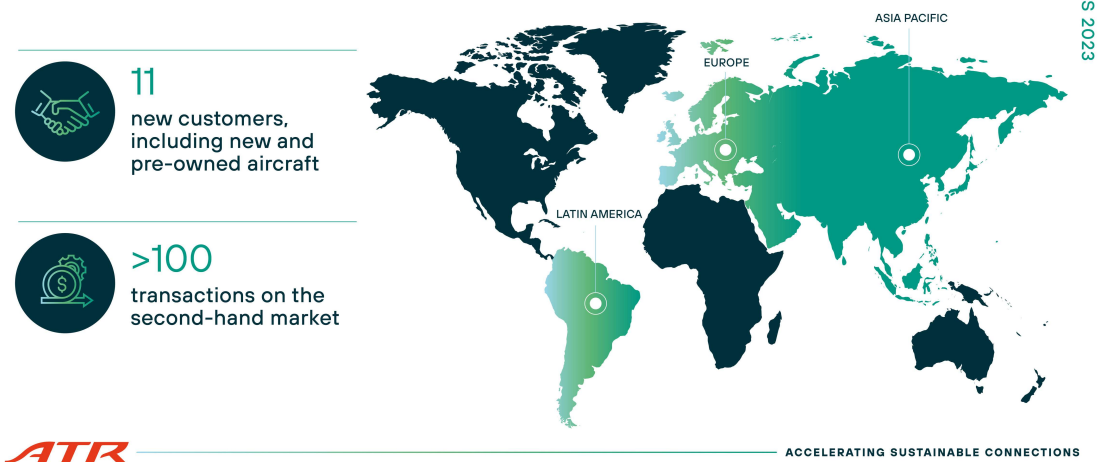 11
new customers,
including new and
pre-owned aircraft
>100
transactions on the
second-hand market
ASIA PACIFIC
EUROPE
LATIN AMERICA
S 2023
$
ATR
ACCELERATING SUSTAINABLE CONNECTIONS